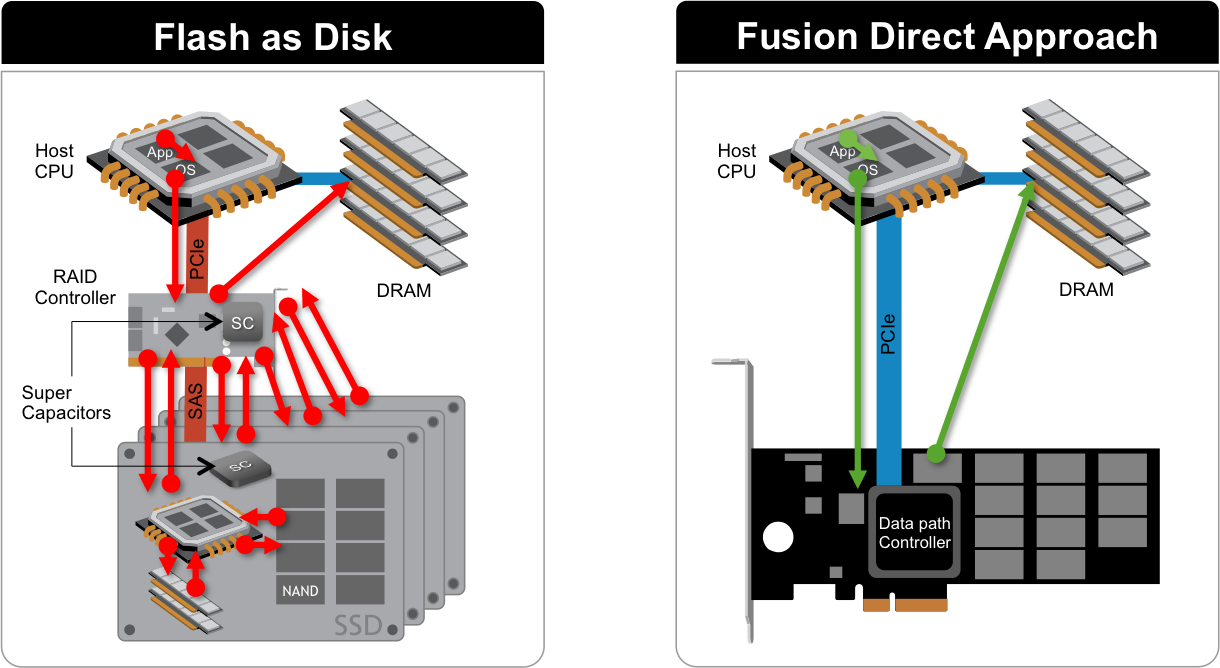 Flash as Disk
Host
CPU
App
OS
PCIe
DRAM
RAID
Controller
SC
Super
Capacitors
SAS
SC
NAND
SSD
Fusion Direct Approach
Host
CPU
App
OS
DRAM
PCIe
Data path
Controller